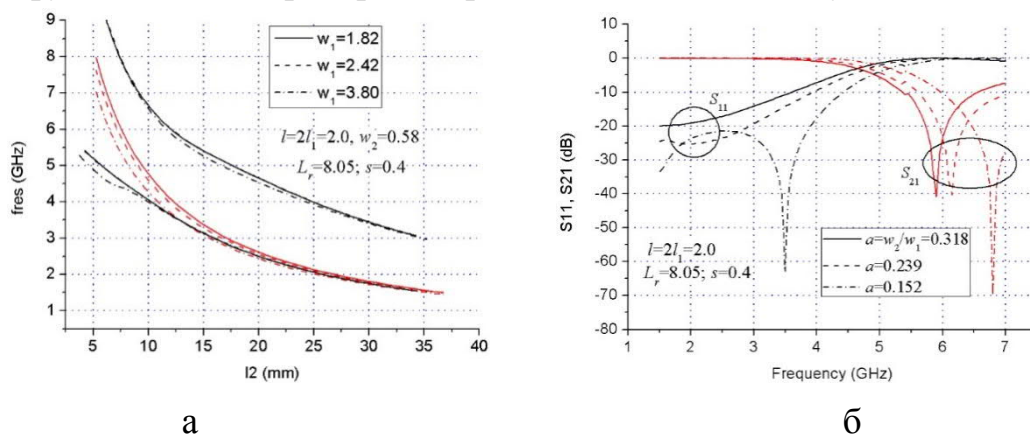 9
8
7
6
5
4
3
2
1
fres (GHz)
w₁=1.82
w₁=2.42
w₁=3.80
l=2l₁=2.0, w₂=0.58
Lᵣ=8.05; s=0.4
5 10 15 20 25 30 35 40
l2 (mm)
а
10
0
-10
-20
-30
-40
-50
-60
-70
-80
S11, S21 (dB)
S₁₁
S₂₁
l=2l₁=2.0
Lᵣ=8.05; s=0.4
a=w₂/w₁=0.318
a=0.239
a=0.152
1 2 3 4 5 6 7
Frequency (GHz)
б